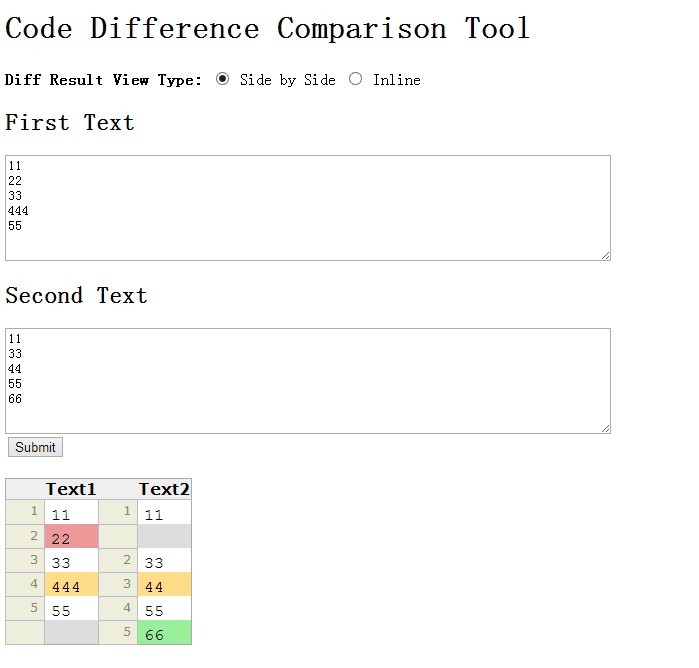 Code Difference Comparison Tool
Diff Result View Type: Side by Side Inline
First Text
11
22
33
444
55
Second Text
11
33
44
55
66
Submit
Text1 Text2
1 11 1 11
2 22
3 33 2 33
4 444 3 44
5 55 4 55
5 66